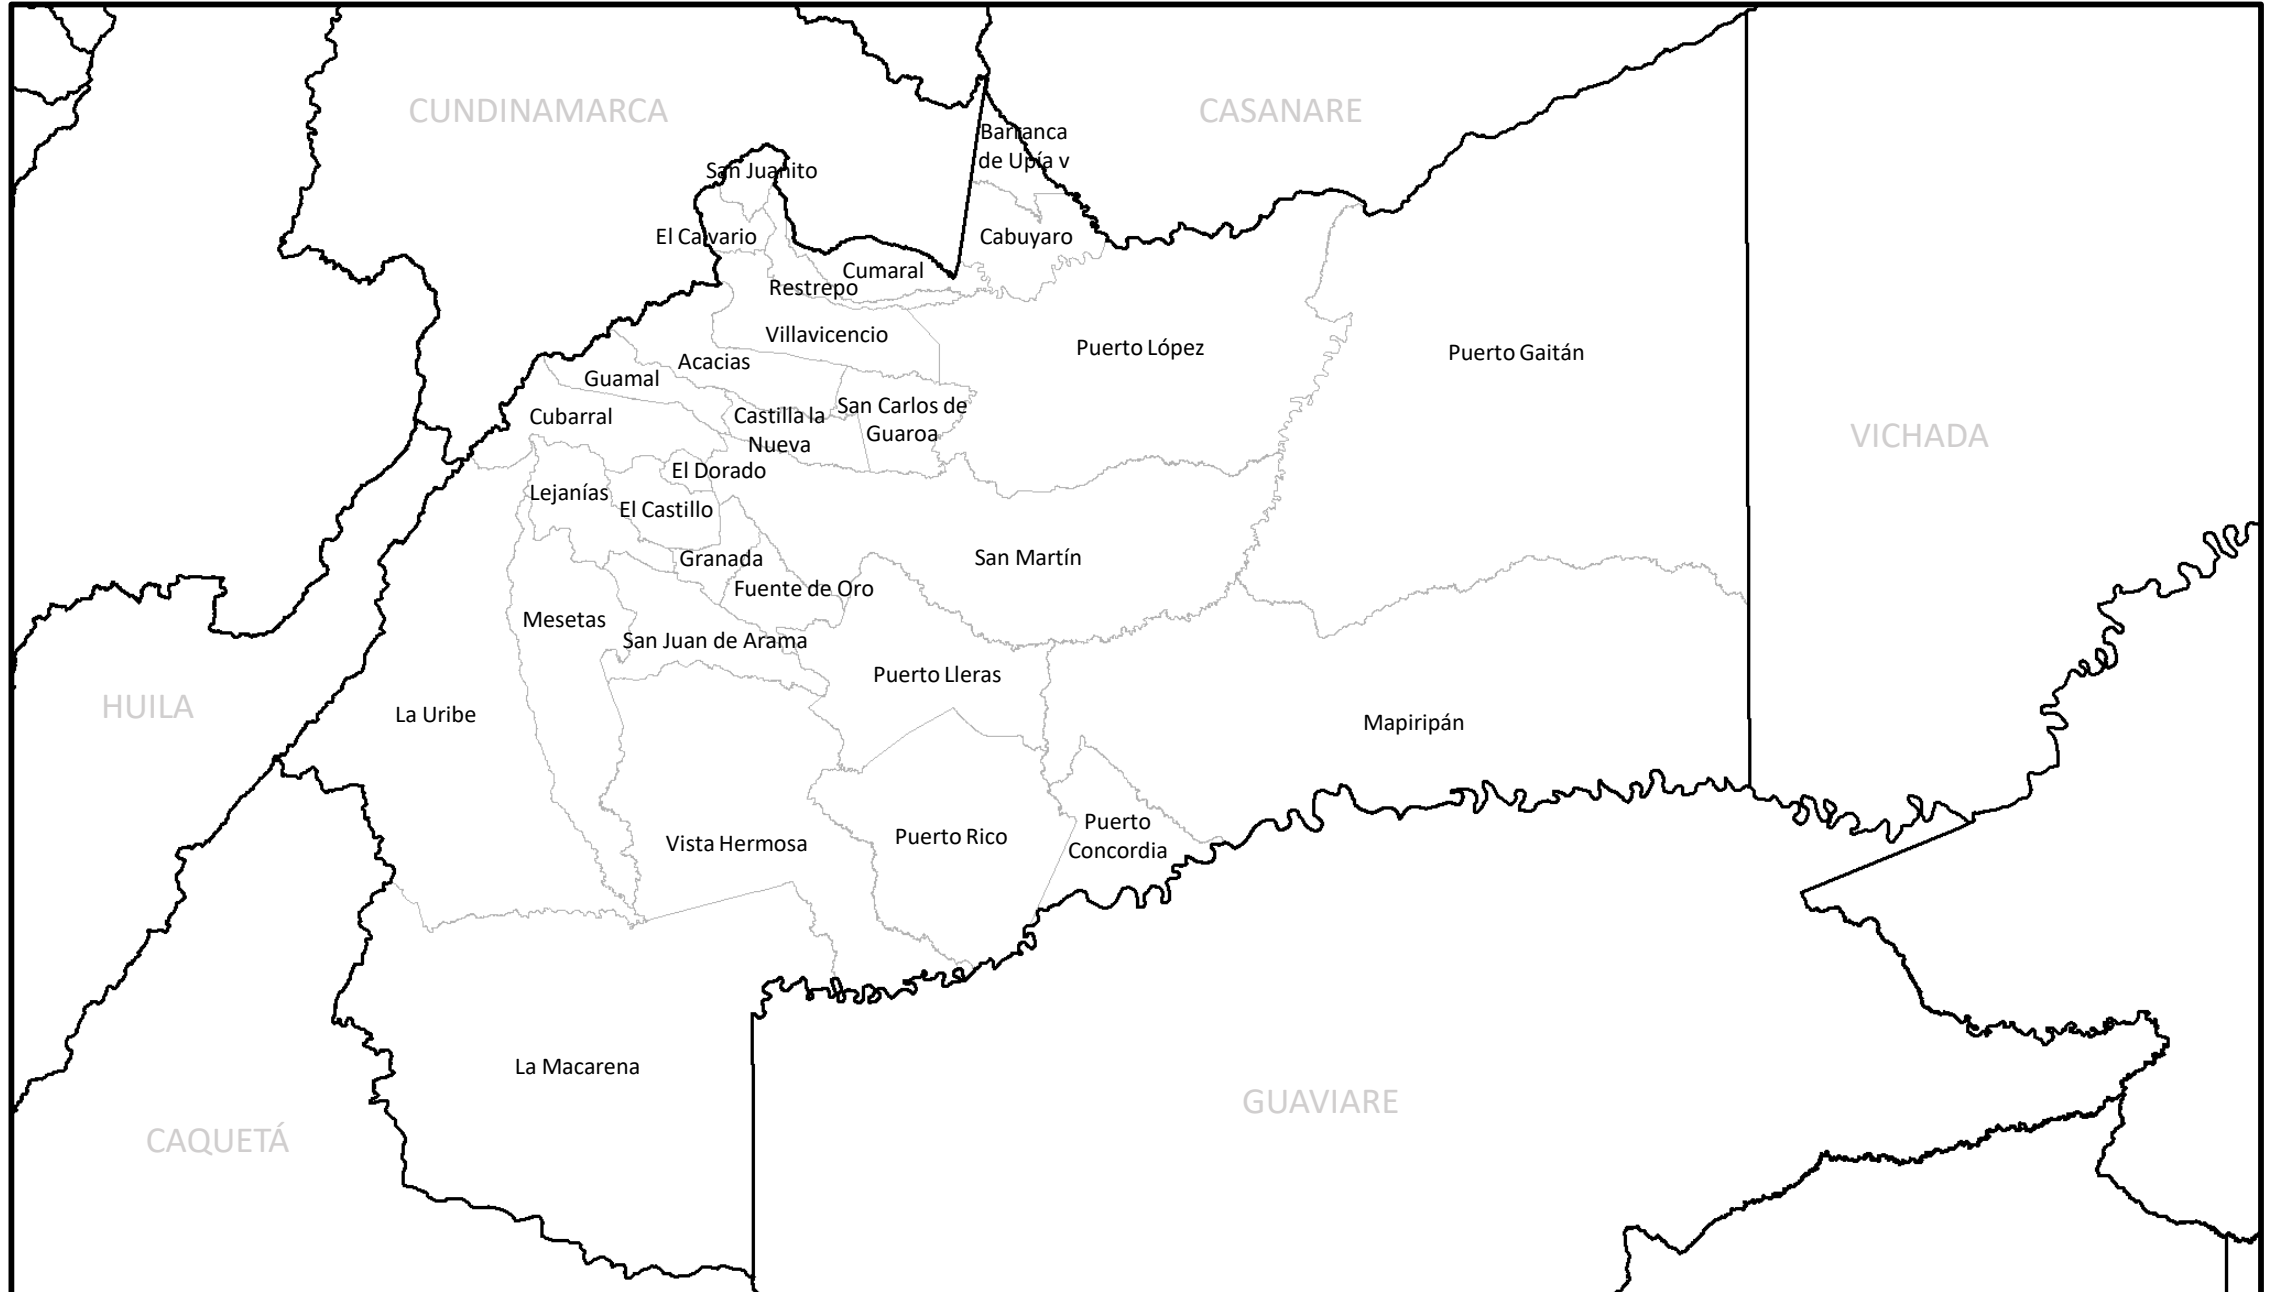 CUNDINAMARCA
CASANARE
Barranca
de Upía v
San Juanito
El Calvario
Cabuyaro
Cumaral
Restrepo
Villavicencio
Puerto López
Puerto Gaitán
Acacias
Guamal
Cubarral
Castilla la
Nueva
San Carlos de
Guaroa
VICHADA
El Dorado
Lejanías
El Castillo
Granada
San Martín
Fuente de Oro
Mesetas
San Juan de Arama
Puerto Lleras
HUILA
La Uribe
Mapiripán
Vista Hermosa
Puerto Rico
Puerto
Concordia
La Macarena
GUAVIARE
CAQUETÁ